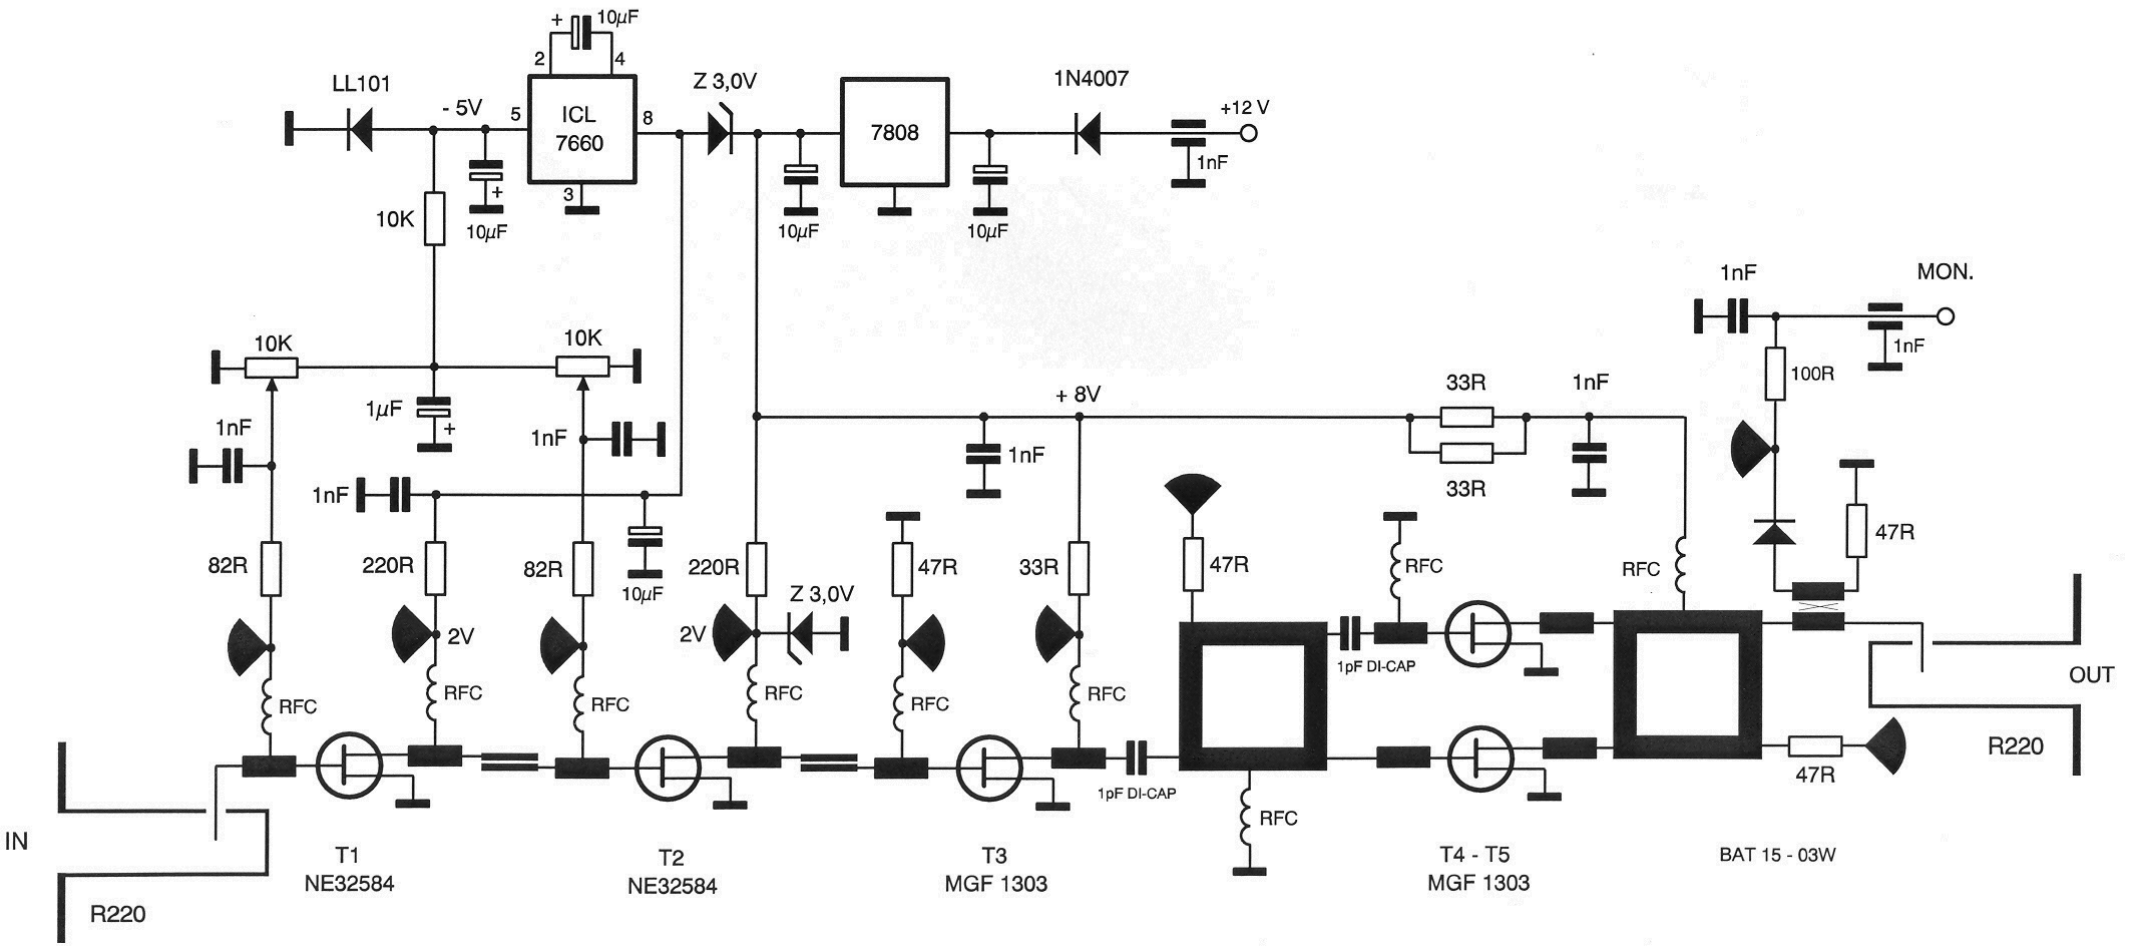 10µF
+
2
4
LL101
- 5V
5
ICL
7660
8
3
Z 3,0V
7808
1N4007
+12 V
1nF
10K
+
10µF
10µF
10µF
1nF
MON.
1nF
100R
10K
10K
1µF
+
1nF
1nF
1nF
+ 8V
1nF
33R
33R
1nF
82R
220R
82R
10µF
220R
Z 3,0V
47R
33R
47R
RFC
RFC
47R
2V
2V
1pF DI-CAP
RFC
RFC
RFC
RFC
RFC
RFC
OUT
R220
47R
1pF DI-CAP
RFC
IN
R220
T1
NE32584
T2
NE32584
T3
MGF 1303
T4 - T5
MGF 1303
BAT 15 - 03W